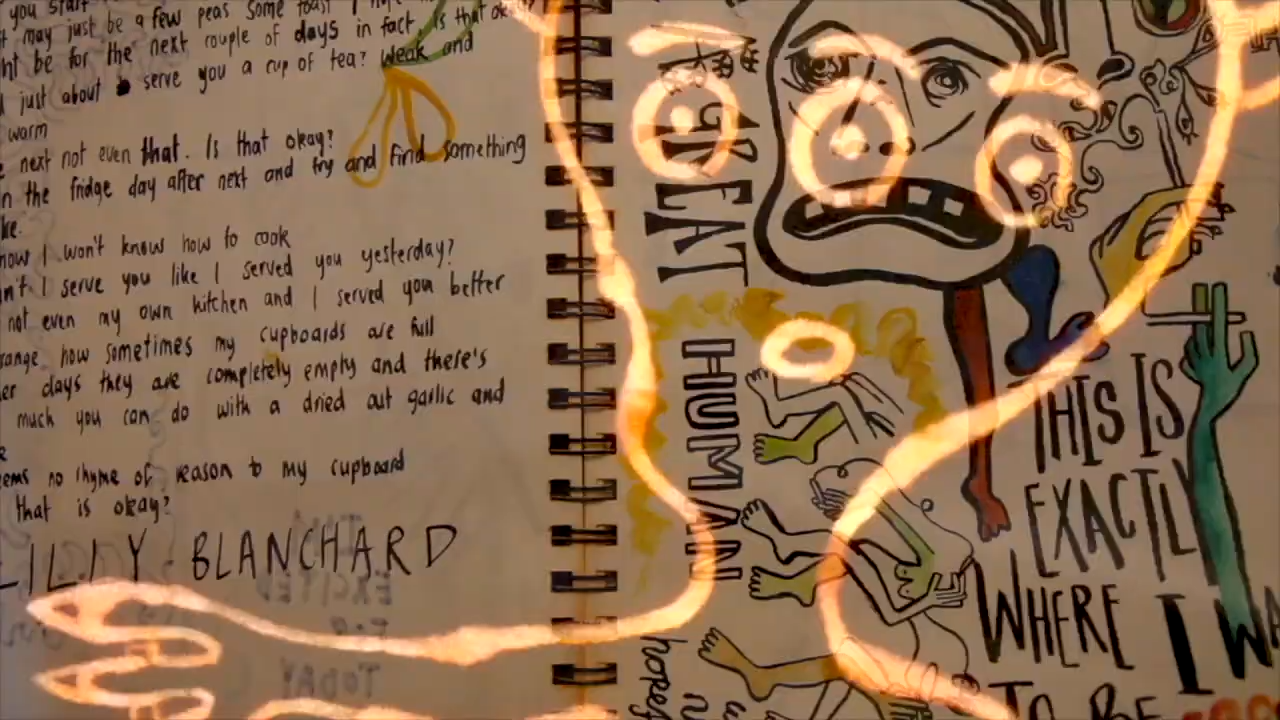 you start
may just be a few peas some toast I
ht be for the next couple of days in fact. Is that ok
just about serve you a cup of tea? Weak and
warm
next not even that. Is that okay?
n the fridge day after next and try and find something
ke.
now I won't know how to cook
n't I serve you like I served you yesterday?
not even my own kitchen and I served you better
range how sometimes my cupboards are full
er days they are completely empty and there's
much you can do with a dried out garlic and
ems no rhyme or reason to my cupboard
that is okay?
LILLY BLANCHARD
EXCITED
FOR
TODAY
GREAT
HUMAN
THIS IS
EXACTLY
WHERE I WA
TO BE